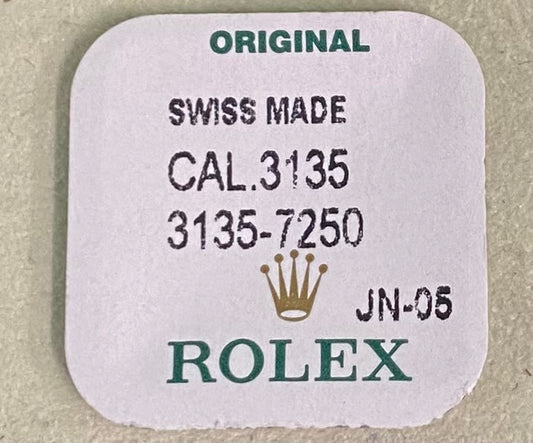 ORIGINAL
SWISS MADE
CAL.3135
3135-7250
JN-05
ROLEX